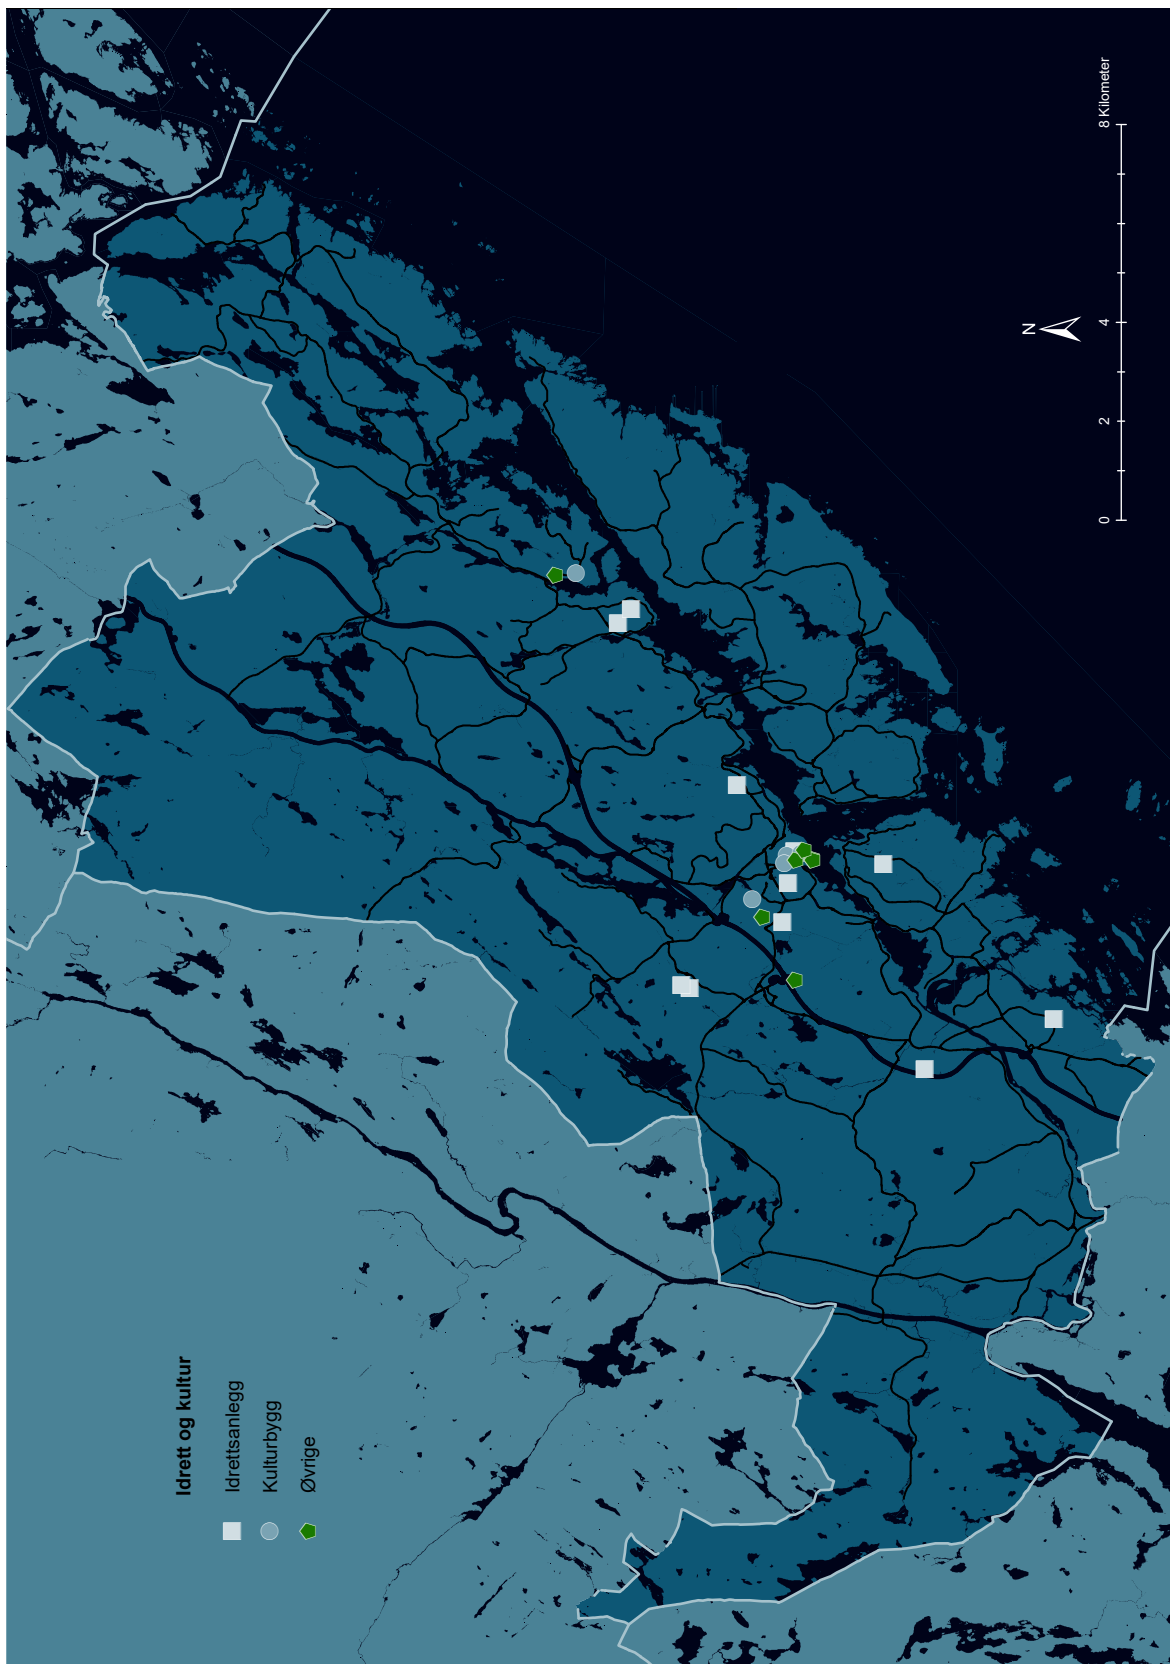 Idrett og kultur
Idrettsanlegg
Kulturbygg
Øvrige
N
0 2 4 8 Kilometer